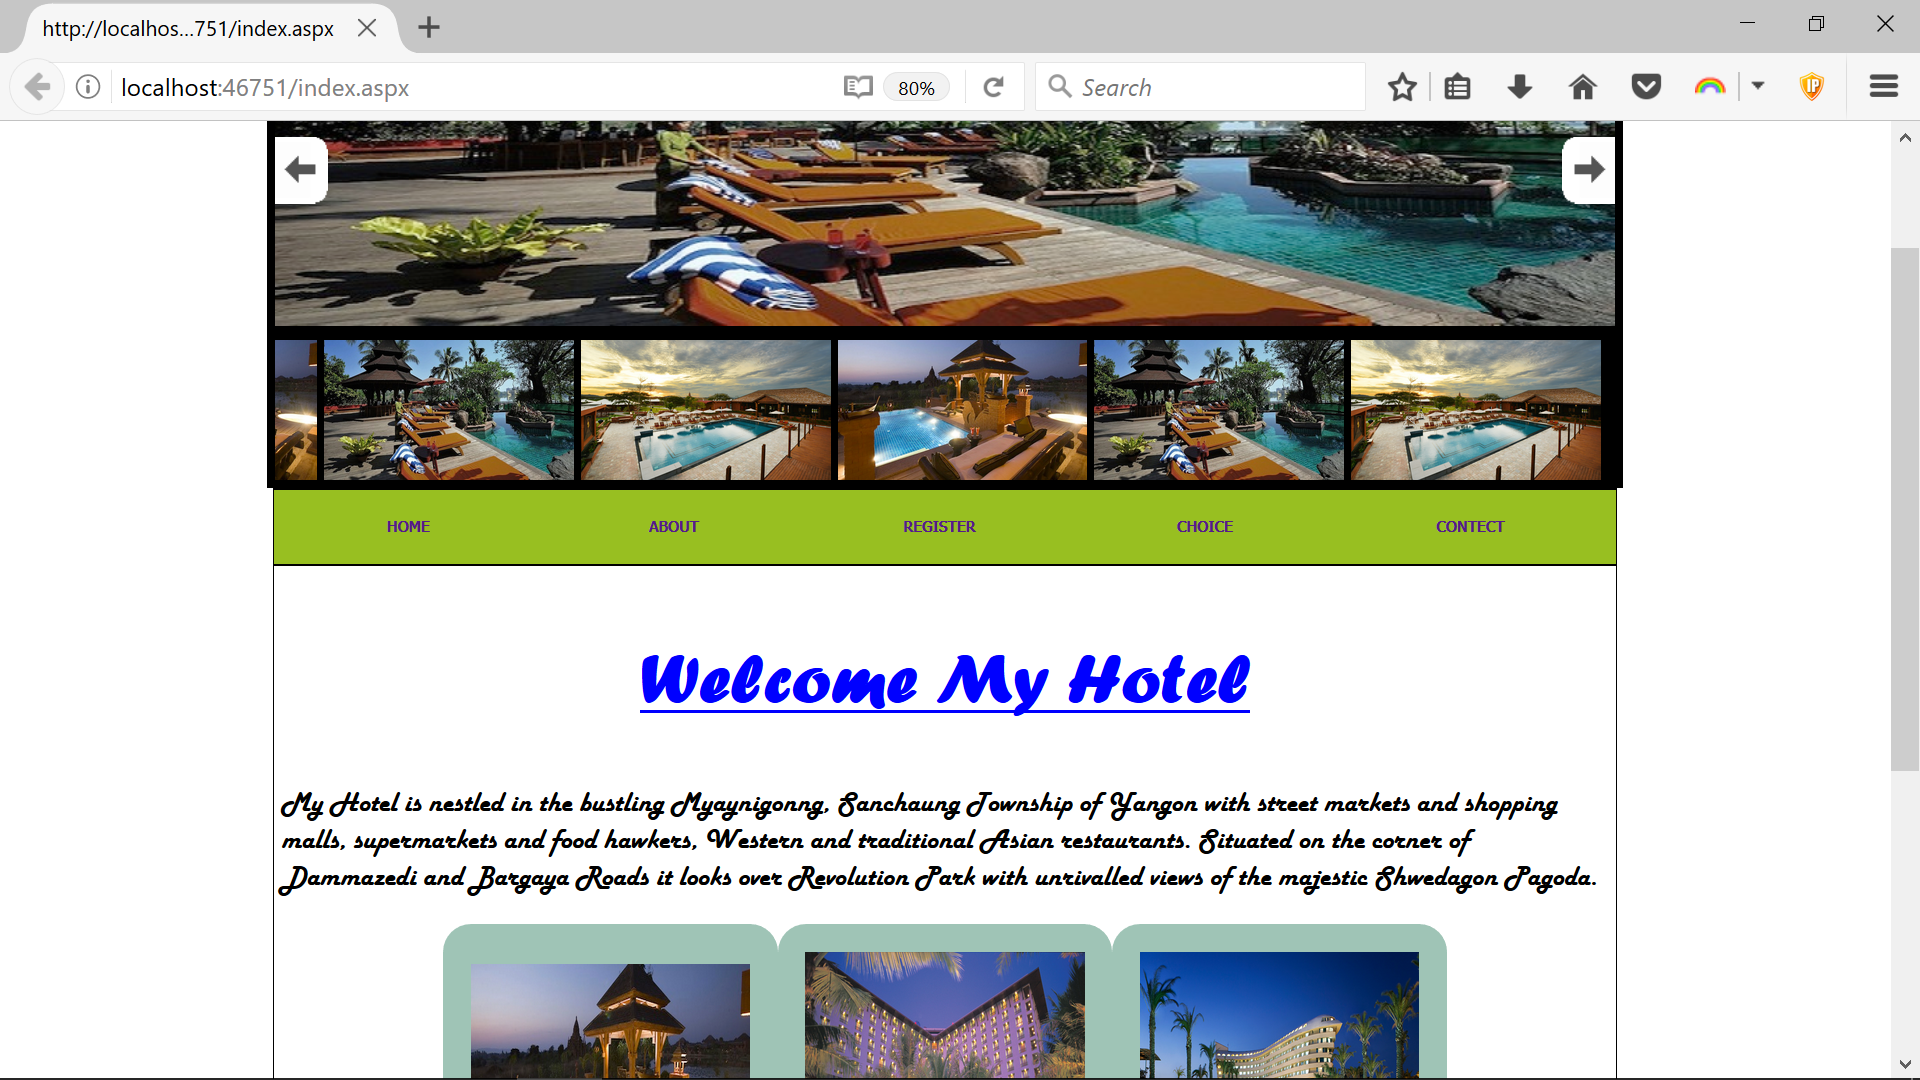 http://localhos...751/index.aspx
localhost:46751/index.aspx
80%
Search
IP
HOME ABOUT REGISTER CHOICE CONTECT
Welcome My Hotel
My Hotel is nestled in the bustling Myaynigonng, Sanchaung Township of Yangon with street markets and shopping
malls, supermarkets and food hawkers, Western and traditional Asian restaurants. Situated on the corner of
Dammazedi and Bargaya Roads it looks over Revolution Park with unrivalled views of the majestic Shwedagon Pagoda.